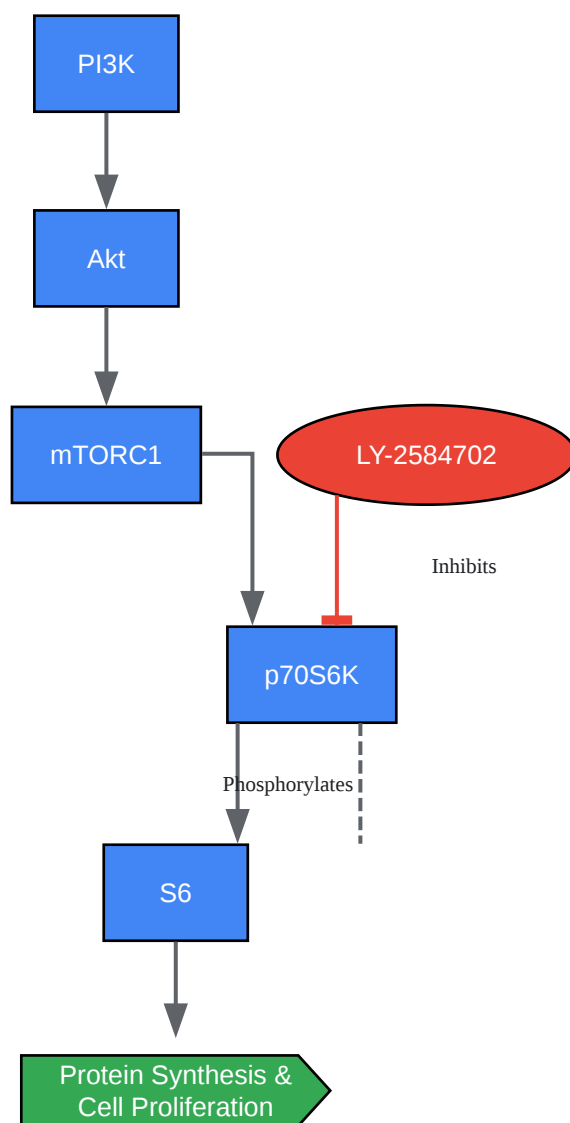 PI3K
Akt
mTORC1
LY-2584702
Inhibits
p70S6K
Phosphorylates
S6
Protein Synthesis &
Cell Proliferation